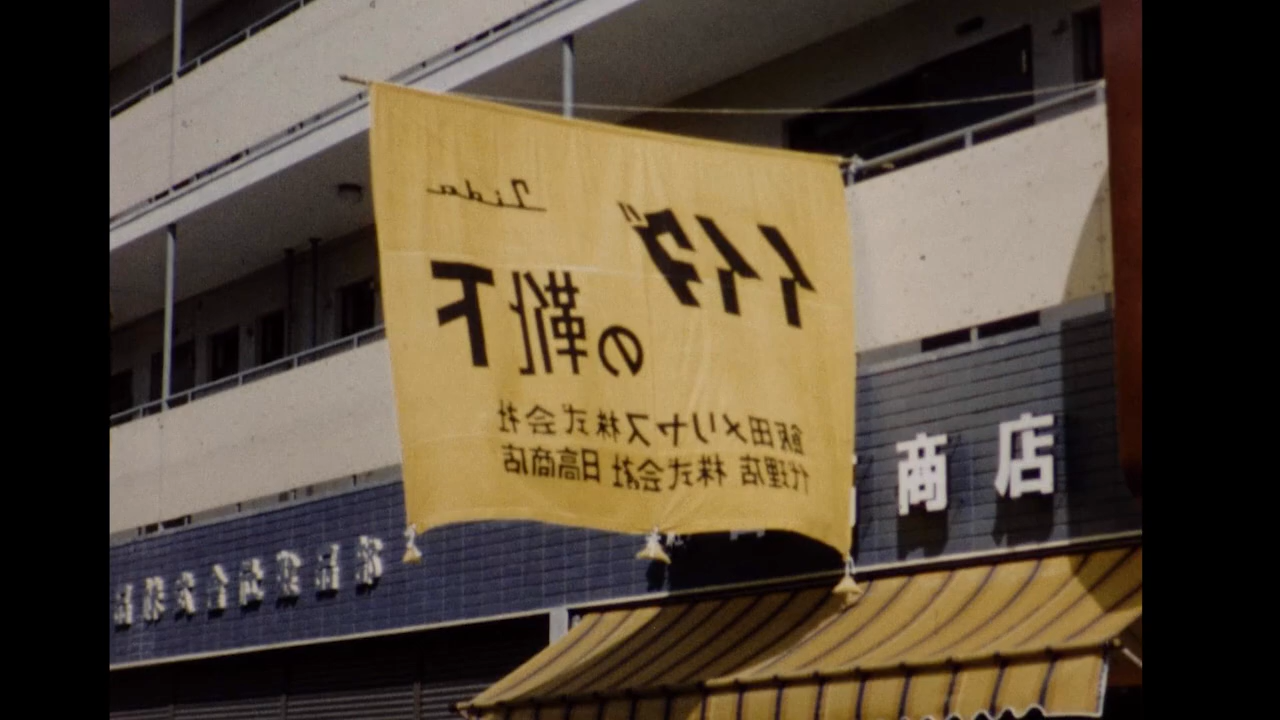 Iida
イイダ
の靴下
飯田メリヤス株式会社
代理店 株式会社 日高商店
商店